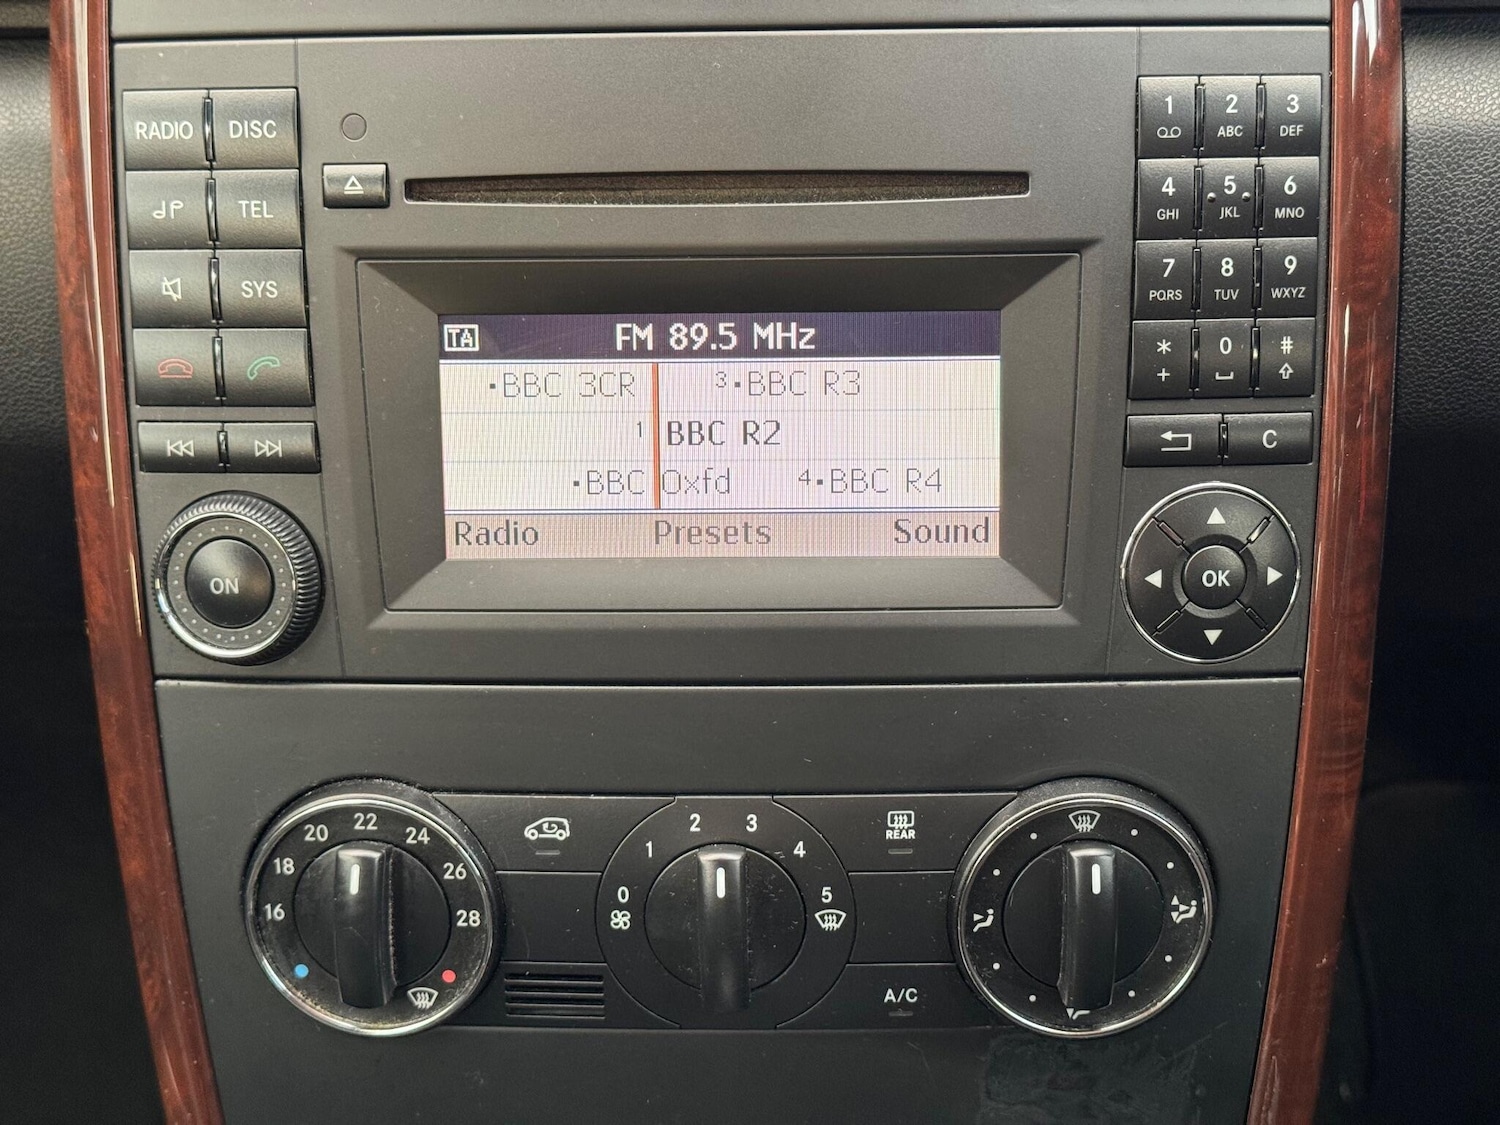 RADIO DISC
TEL
SYS
ON
TA FM 89.5 MHz
·BBC 3CR 3·BBC R3
1 BBC R2
·BBC Oxfd 4·BBC R4
Radio Presets Sound
1 2 3
ABC DEF
4 5 6
GHI JKL MNO
7 8 9
PQRS TUV WXYZ
* 0 #
+
C
OK
16 18 20 22 24 26 28
0 1 2 3 4 5
REAR
A/C